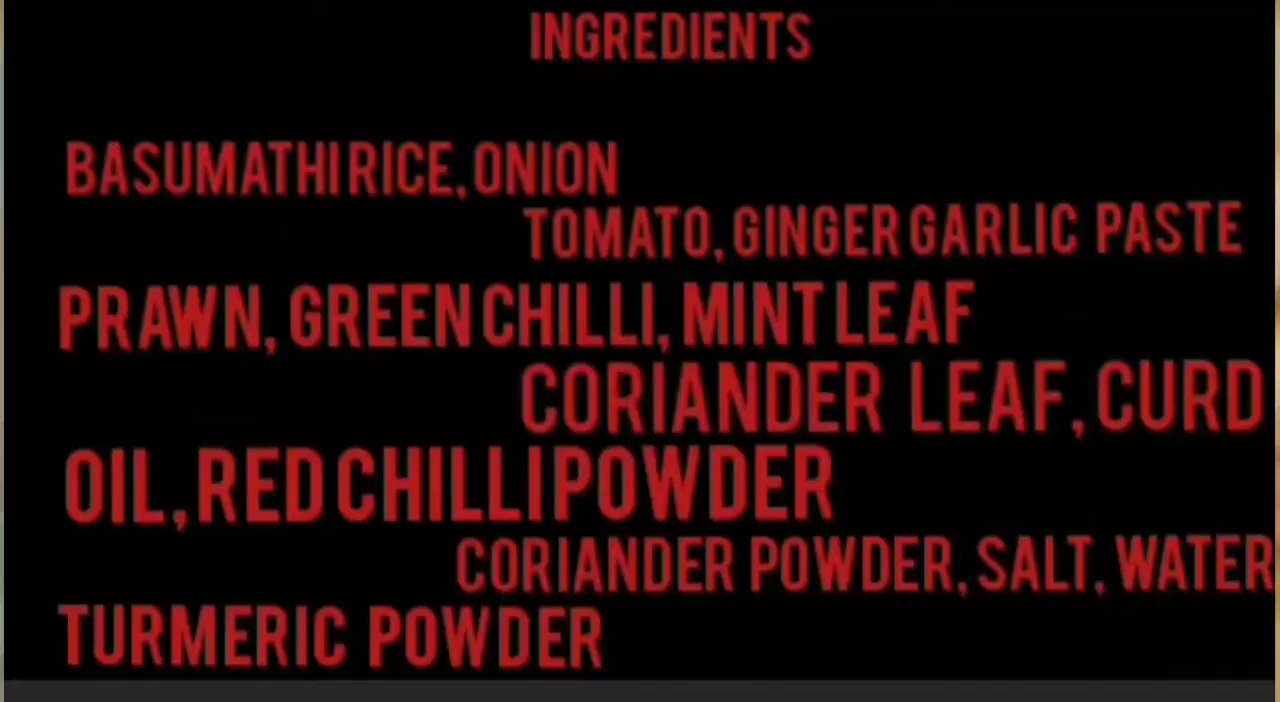 INGREDIENTS
BASUMATHI RICE, ONION
TOMATO, GINGER GARLIC PASTE
PRAWN, GREEN CHILLI, MINT LEAF
CORIANDER LEAF, CURD
OIL, RED CHILLI POWDER
CORIANDER POWDER, SALT, WATER
TURMERIC POWDER